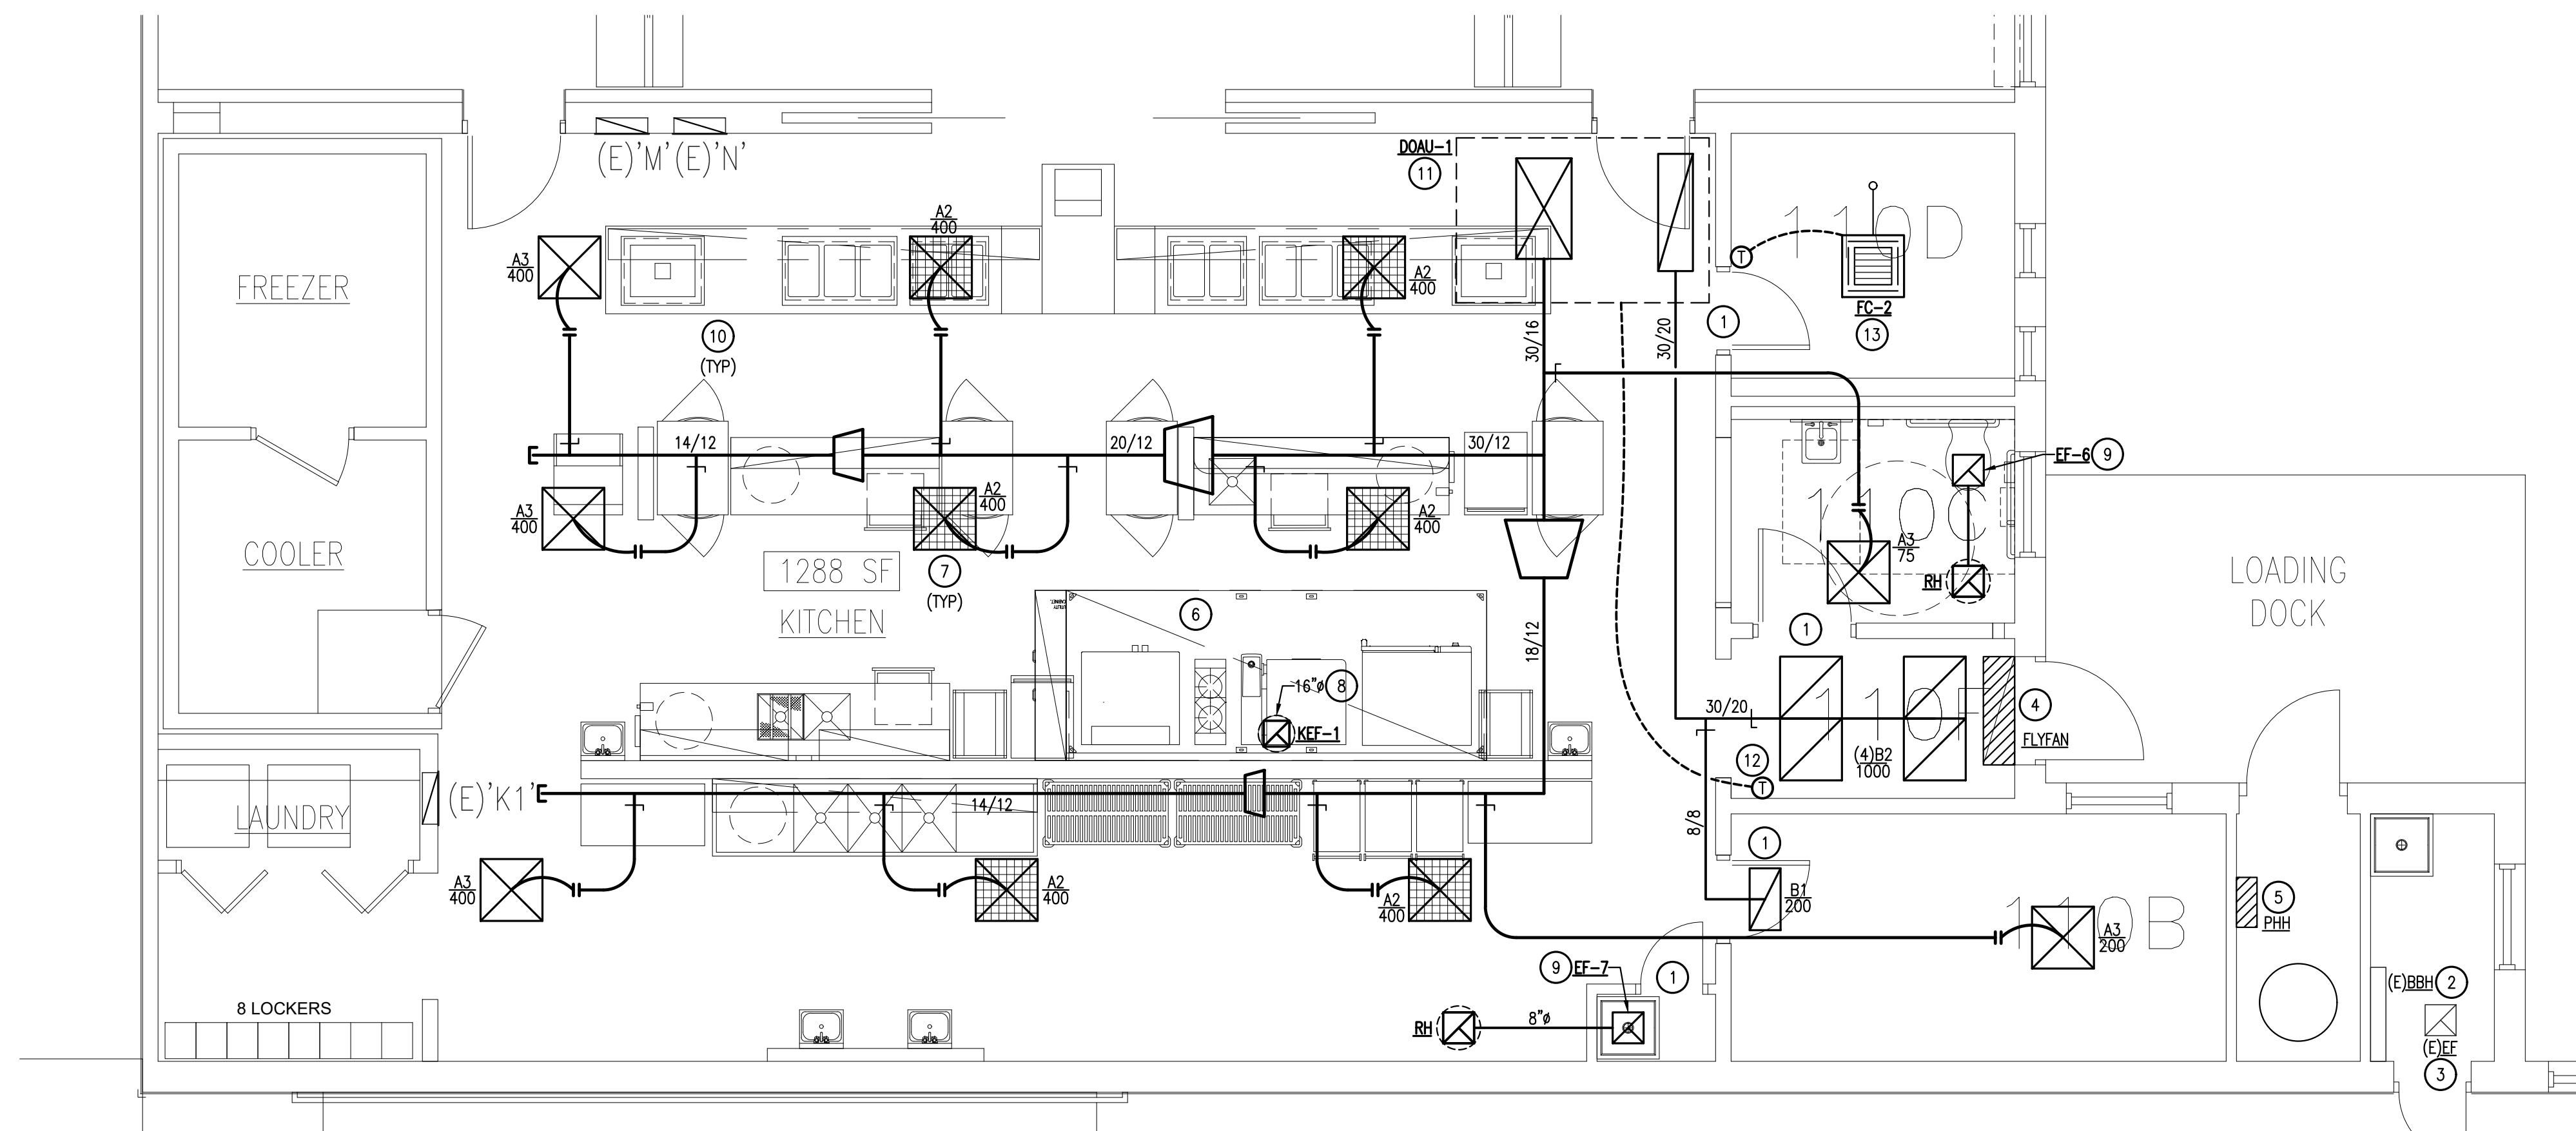 (E)'M' (E)'N'
DOAU-1
11
110D
T
A2
400
A3
400
A2
400
FREEZER
FC-2
13
1
10
(TYP)
30/16
30/20
14/12
20/12
30/12
EF-6 9
110C
A3
400
A2
400
A2
400
COOLER
1288 SF
7
(TYP)
A3
75
RH
LOADING
DOCK
KITCHEN
UTILITY
CABINET
6
18/12
1
16"ø 8
KEF-1
30/20
110F
4
FLYFAN
(4)B2
1000
12
T
(E)'K1'
LAUNDRY
14/12
8/8
1
A3
400
A2
400
A2
400
B1
200
110B
A3
200
5
PHH
9 EF-7
1
(E)BBH 2
8 LOCKERS
RH
8"ø
(E)EF
3